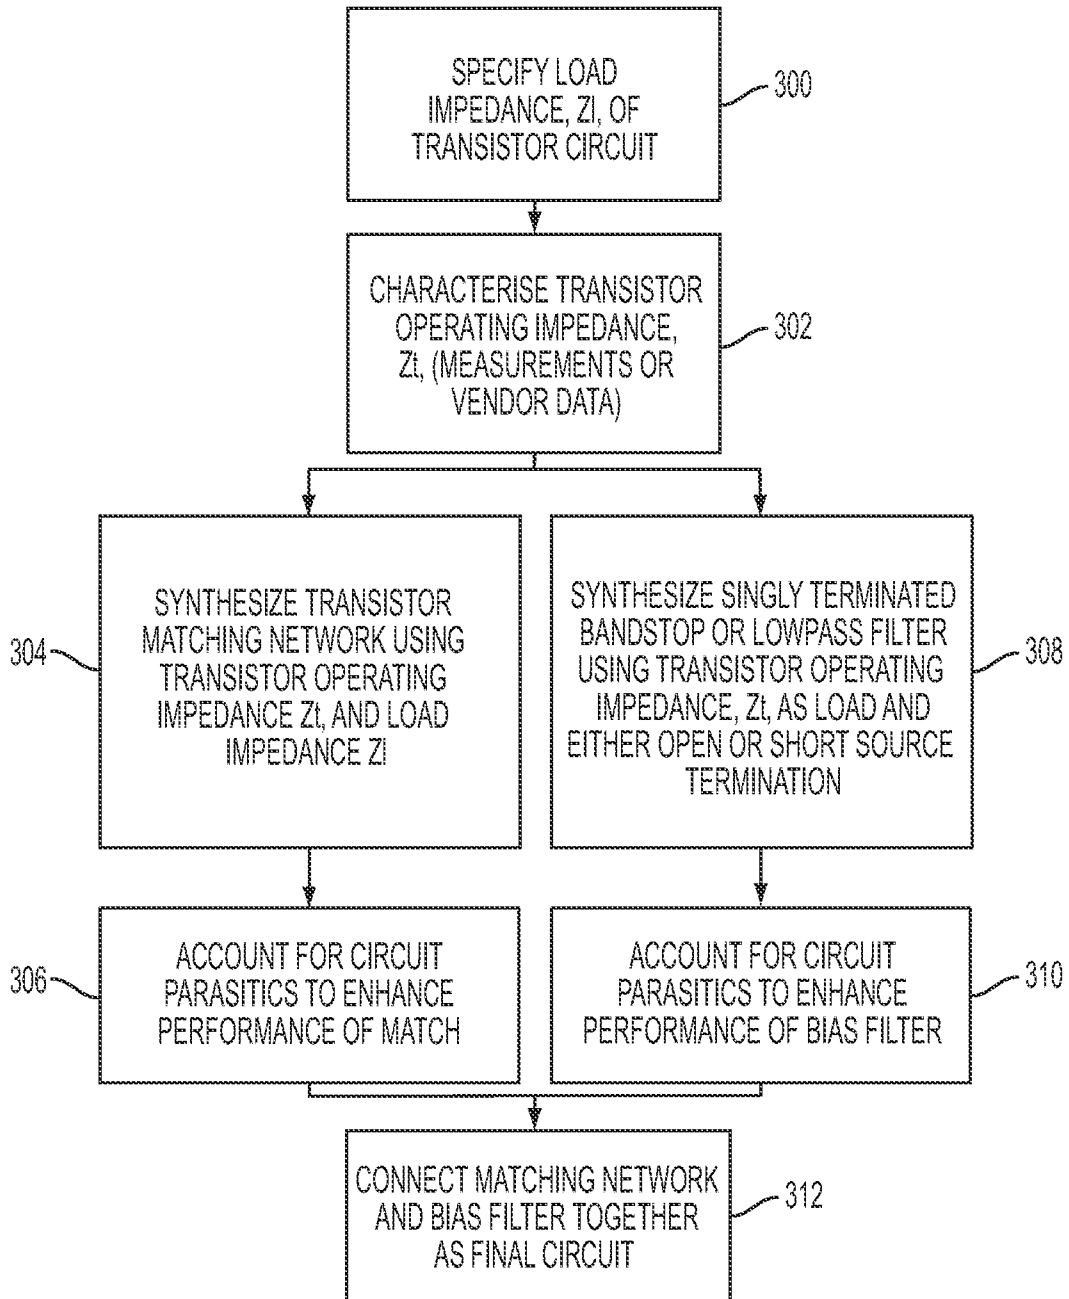 SPECIFY LOAD
IMPEDANCE, Zl, OF
TRANSISTOR CIRCUIT
300
CHARACTERISE TRANSISTOR
OPERATING IMPEDANCE,
Zt, (MEASUREMENTS OR
VENDOR DATA)
302
SYNTHESIZE TRANSISTOR
MATCHING NETWORK USING
TRANSISTOR OPERATING
IMPEDANCE Zt, AND LOAD
IMPEDANCE Zl
304
SYNTHESIZE SINGLY TERMINATED
BANDSTOP OR LOWPASS FILTER
USING TRANSISTOR OPERATING
IMPEDANCE, Zt, AS LOAD AND
EITHER OPEN OR SHORT SOURCE
TERMINATION
308
ACCOUNT FOR CIRCUIT
PARASITICS TO ENHANCE
PERFORMANCE OF MATCH
306
ACCOUNT FOR CIRCUIT
PARASITICS TO ENHANCE
PERFORMANCE OF BIAS FILTER
310
CONNECT MATCHING NETWORK
AND BIAS FILTER TOGETHER
AS FINAL CIRCUIT
312